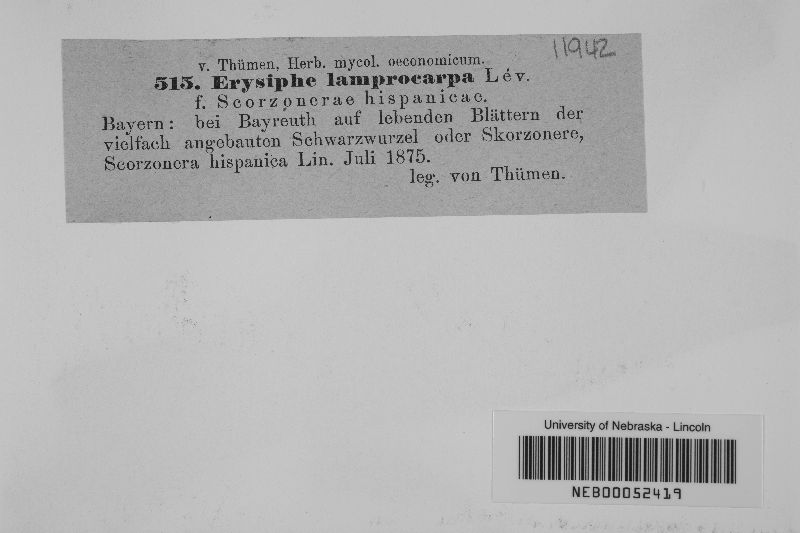 11942
v. Thümen, Herb. mycol. oeconomicum.
515. Erysiphe lamprocarpa Lév.
f. Scorzonerae hispanicae.
Bayern: bei Bayreuth auf lebenden Blättern der
vielfach angebauten Schwarzwurzel oder Skorzonere,
Scorzonera hispanica Lin. Juli 1875.
leg. von Thümen.
University of Nebraska - Lincoln
NEB00052419